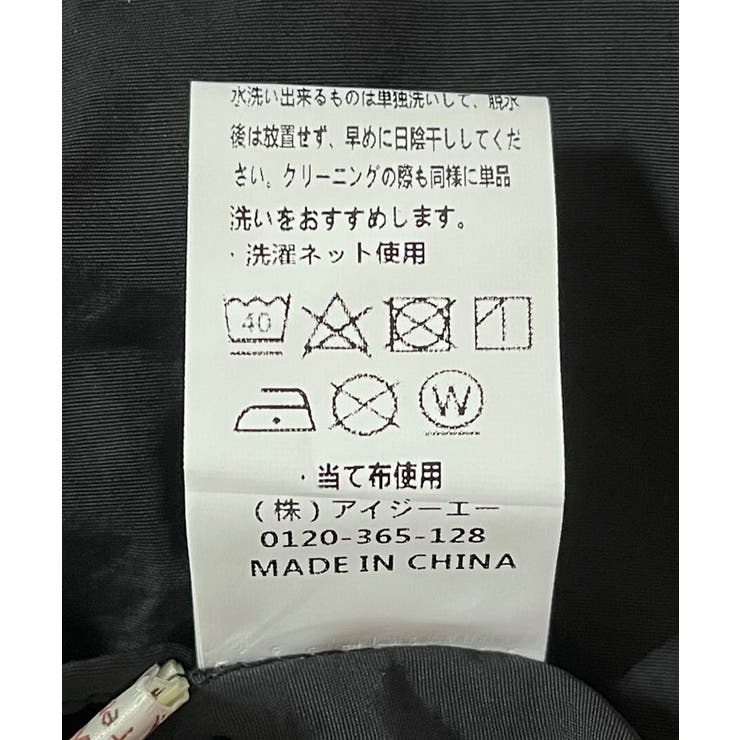 水洗い出来るものは単独洗いして、脱水
後は放置せず、早めに日陰干ししてくだ
さい。クリーニングの際も同様に単品
洗いをおすすめします。
・洗濯ネット使用
40
W
・当て布使用
(株)アイジーエー
0120-365-128
MADE IN CHINA